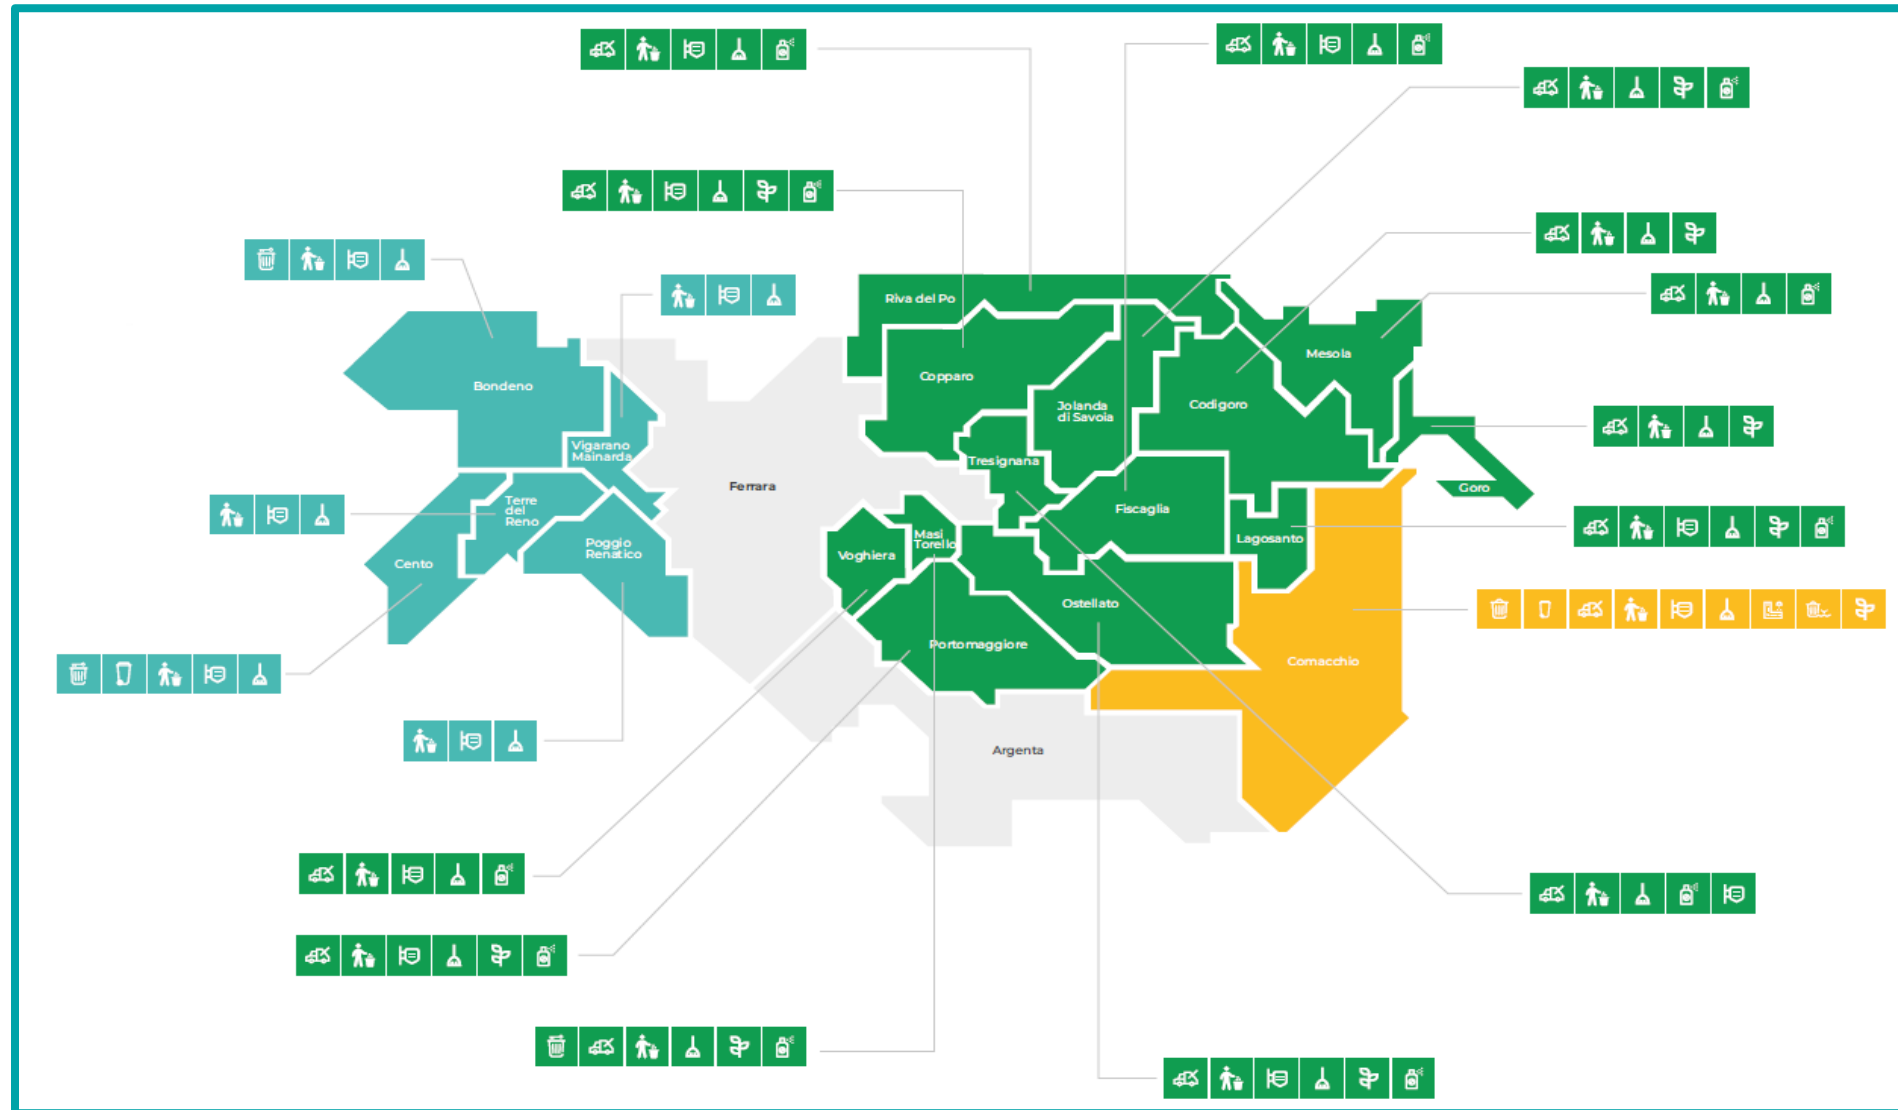 Riva del Po
Mesola
Copparo
Bondeno
Jolanda
di Savoia
Codigoro
Vigarano
Mainarda
Tresignana
Ferrara
Goro
Terre
del
Reno
Fiscaglia
Masi
Torello
Lagosanto
Poggio
Renatico
Voghiera
Cento
Ostellato
Portomaggiore
Comacchio
Argenta